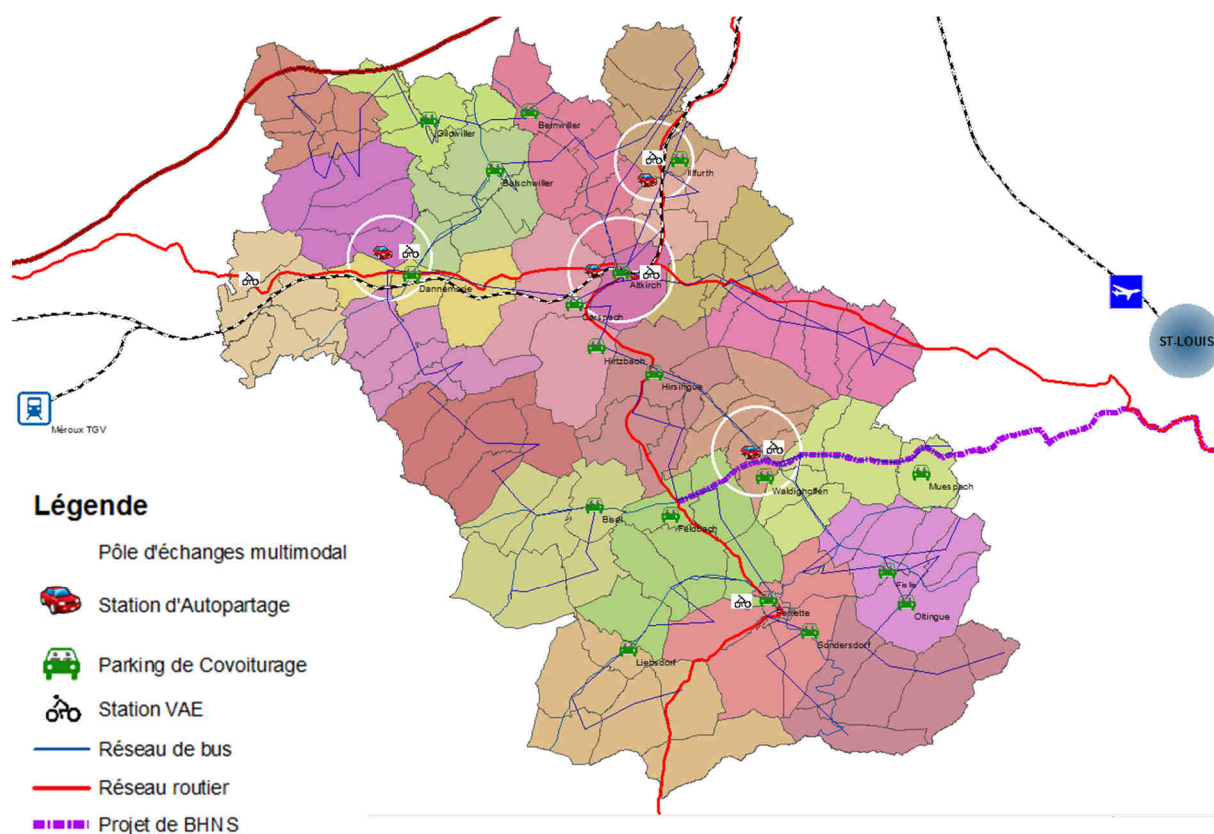 Gildwiller
Bernwiller
Balschwiller
Illfurth
Dannemarie
Altkirch
Carspach
Hirtzbach
Hirsingue
ST-LOUIS
Méroux TGV
Waldighoffen
Muespach
Bisel
Feldbach
Fislis
Ferrette
Oltingue
Sondersdorf
Liebsdorf
Légende
Pôle d'échanges multimodal
Station d'Autopartage
Parking de Covoiturage
Station VAE
Réseau de bus
Réseau routier
Projet de BHNS